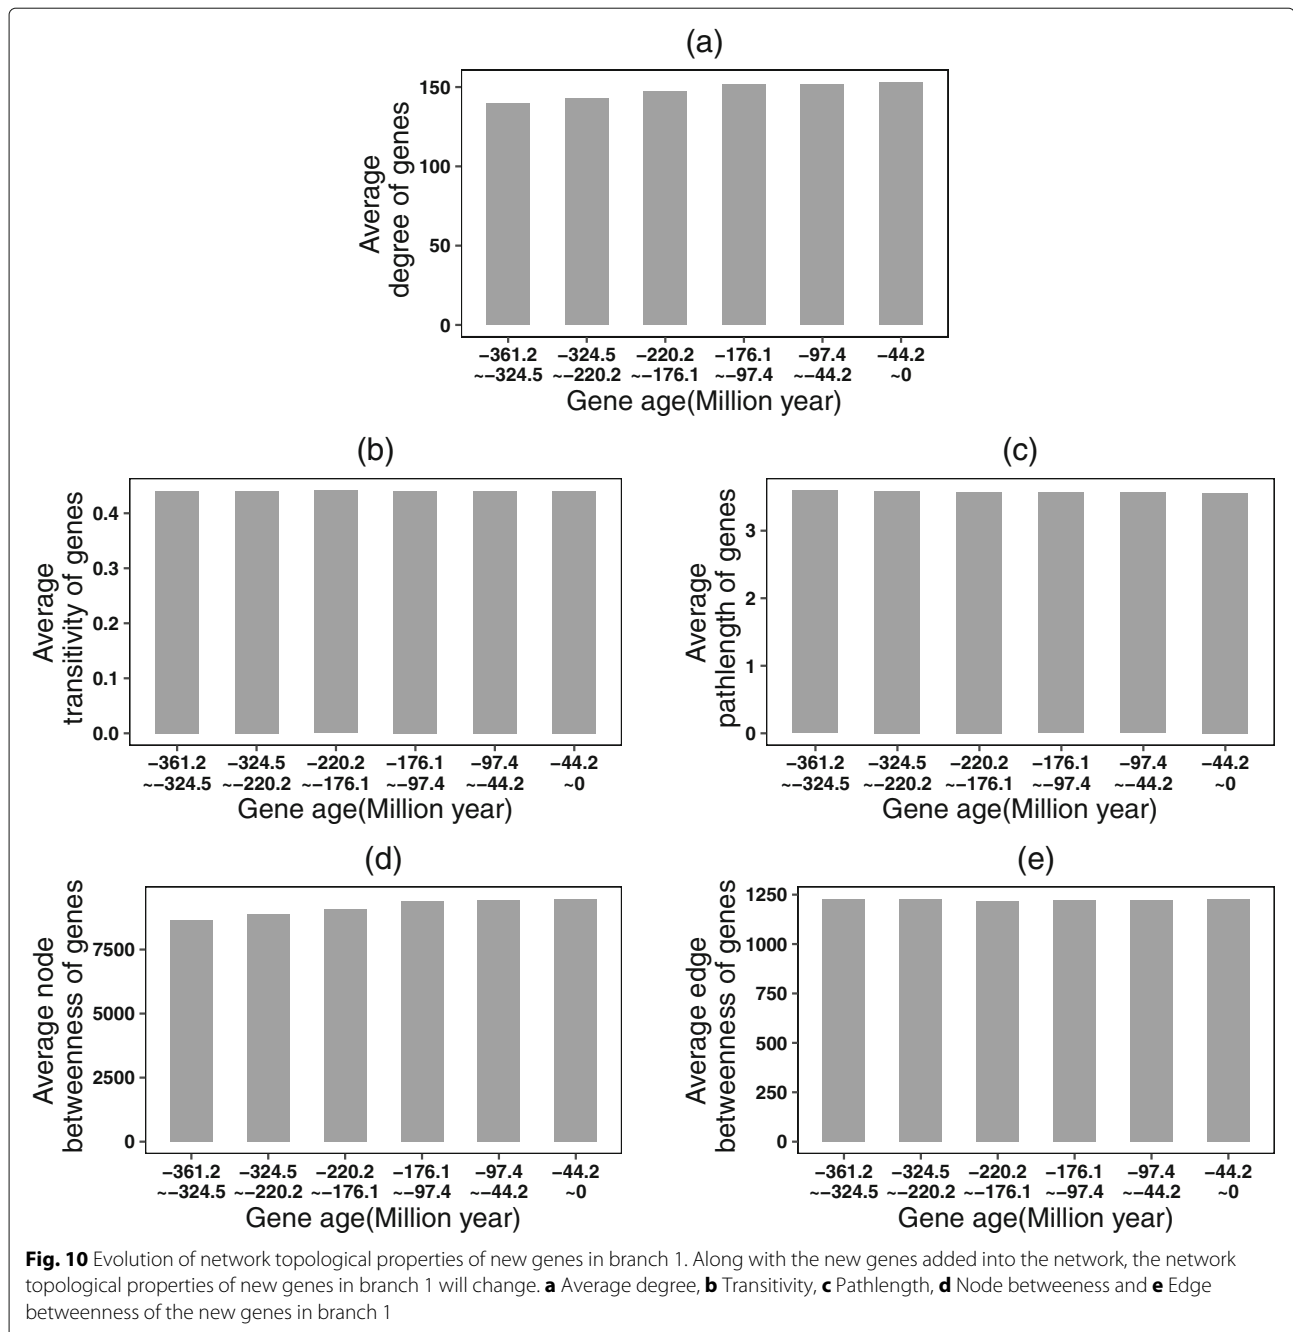 (a)
Average
degree of genes
150
100
50
0
−361.2 −324.5 −220.2 −176.1 −97.4 −44.2
~−324.5 ~−220.2 ~−176.1 ~−97.4 ~−44.2 ~0
Gene age(Million year)
(b)
Average
transitivity of genes
0.4
0.3
0.2
0.1
0.0
−361.2 −324.5 −220.2 −176.1 −97.4 −44.2
~−324.5 ~−220.2 ~−176.1 ~−97.4 ~−44.2 ~0
Gene age(Million year)
(c)
Average
pathlength of genes
3
2
1
0
−361.2 −324.5 −220.2 −176.1 −97.4 −44.2
~−324.5 ~−220.2 ~−176.1 ~−97.4 ~−44.2 ~0
Gene age(Million year)
(d)
Average node
betweenness of genes
7500
5000
2500
0
−361.2 −324.5 −220.2 −176.1 −97.4 −44.2
~−324.5 ~−220.2 ~−176.1 ~−97.4 ~−44.2 ~0
Gene age(Million year)
(e)
Average edge
betweenness of genes
1250
1000
750
500
250
0
−361.2 −324.5 −220.2 −176.1 −97.4 −44.2
~−324.5 ~−220.2 ~−176.1 ~−97.4 ~−44.2 ~0
Gene age(Million year)
Fig. 10 Evolution of network topological properties of new genes in branch 1. Along with the new genes added into the network, the network
topological properties of new genes in branch 1 will change. a Average degree, b Transitivity, c Pathlength, d Node betweeness and e Edge
betweenness of the new genes in branch 1